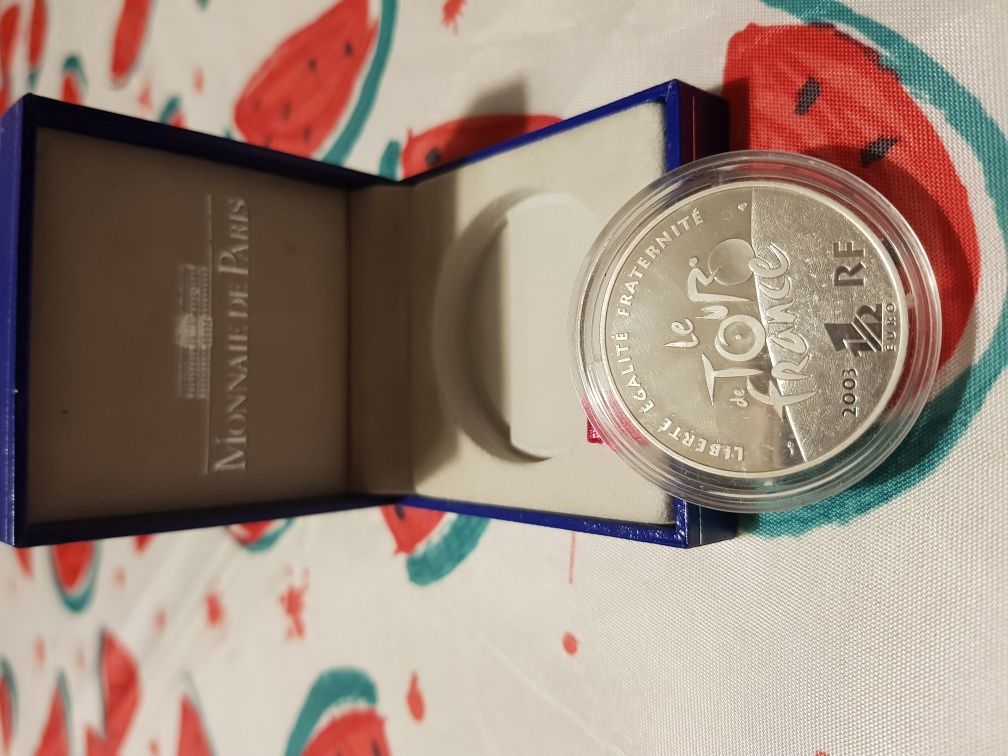 MONNAIE DE PARIS
LIBERTÉ ÉGALITÉ FRATERNITÉ
le
TOUR
de france
2003 1 1/2 RF
EURO